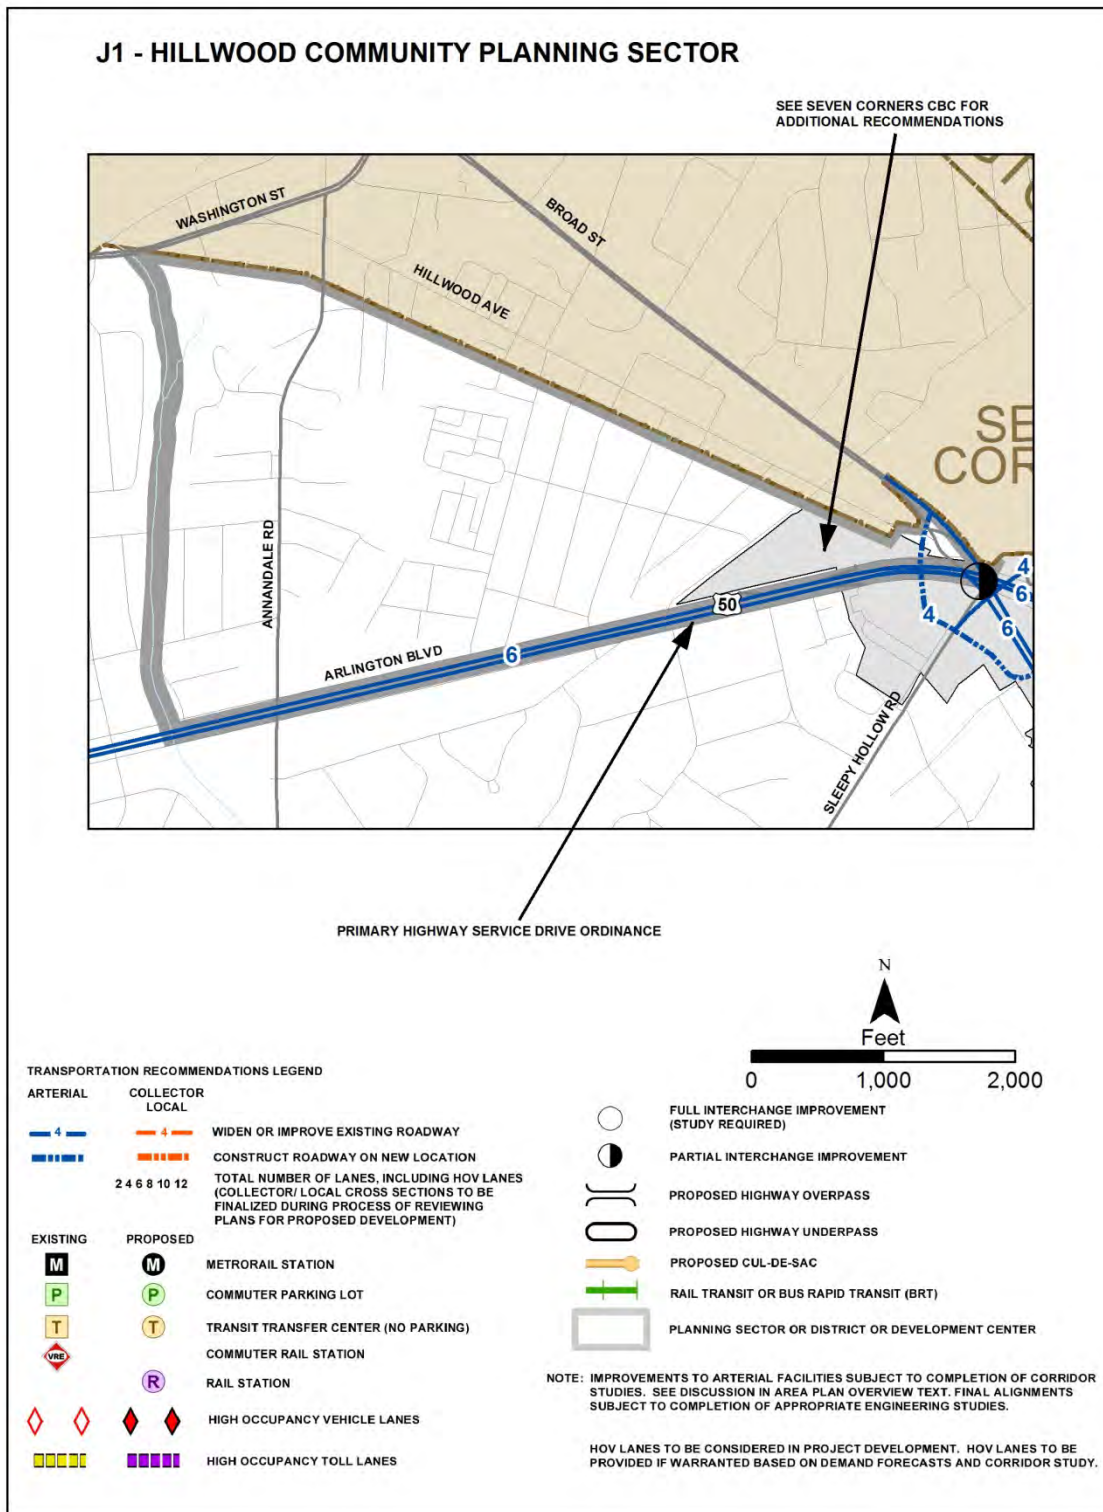 J1 - HILLWOOD COMMUNITY PLANNING SECTOR
SEE SEVEN CORNERS CBC FOR
ADDITIONAL RECOMMENDATIONS
WASHINGTON ST
BROAD ST
HILLWOOD AVE
SE
COR
ANNANDALE RD
50
4
6
4
6
6
ARLINGTON BLVD
SLEEPY HOLLOW RD
PRIMARY HIGHWAY SERVICE DRIVE ORDINANCE
N
Feet
0 1,000 2,000
TRANSPORTATION RECOMMENDATIONS LEGEND
ARTERIAL COLLECTOR
LOCAL
4 4 WIDEN OR IMPROVE EXISTING ROADWAY
CONSTRUCT ROADWAY ON NEW LOCATION
2 4 6 8 10 12 TOTAL NUMBER OF LANES, INCLUDING HOV LANES
(COLLECTOR/ LOCAL CROSS SECTIONS TO BE
FINALIZED DURING PROCESS OF REVIEWING
PLANS FOR PROPOSED DEVELOPMENT)
EXISTING PROPOSED
M M METRORAIL STATION
P P COMMUTER PARKING LOT
T T TRANSIT TRANSFER CENTER (NO PARKING)
VRE COMMUTER RAIL STATION
R RAIL STATION
HIGH OCCUPANCY VEHICLE LANES
HIGH OCCUPANCY TOLL LANES
FULL INTERCHANGE IMPROVEMENT
(STUDY REQUIRED)
PARTIAL INTERCHANGE IMPROVEMENT
PROPOSED HIGHWAY OVERPASS
PROPOSED HIGHWAY UNDERPASS
PROPOSED CUL-DE-SAC
RAIL TRANSIT OR BUS RAPID TRANSIT (BRT)
PLANNING SECTOR OR DISTRICT OR DEVELOPMENT CENTER
NOTE: IMPROVEMENTS TO ARTERIAL FACILITIES SUBJECT TO COMPLETION OF CORRIDOR
STUDIES. SEE DISCUSSION IN AREA PLAN OVERVIEW TEXT. FINAL ALIGNMENTS
SUBJECT TO COMPLETION OF APPROPRIATE ENGINEERING STUDIES.
HOV LANES TO BE CONSIDERED IN PROJECT DEVELOPMENT. HOV LANES TO BE
PROVIDED IF WARRANTED BASED ON DEMAND FORECASTS AND CORRIDOR STUDY.